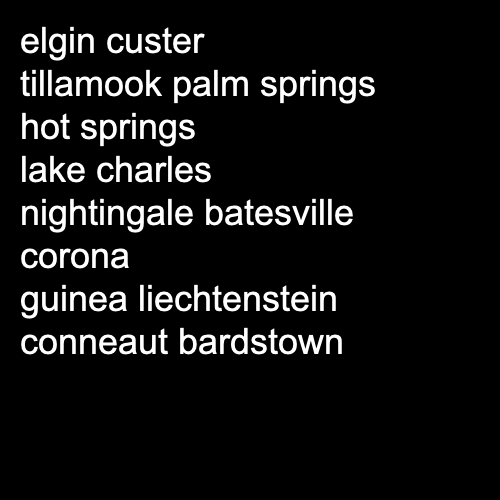 elgin custer
tillamook palm springs
hot springs
lake charles
nightingale batesville
corona
guinea liechtenstein
conneaut bardstown